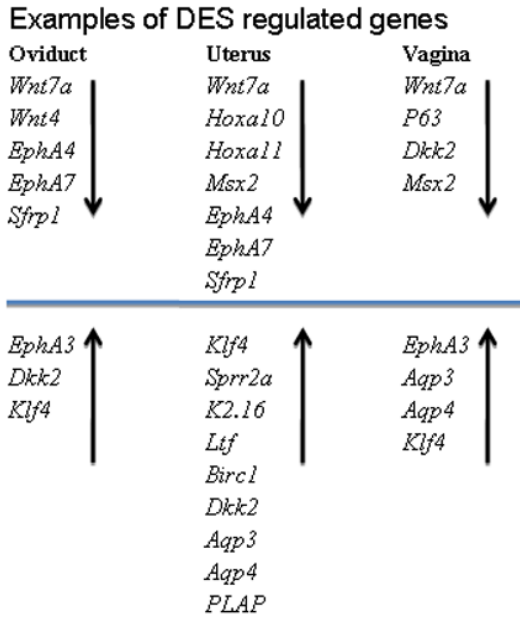 Examples of DES regulated genes
Oviduct Uterus Vagina
Wnt7a Wnt7a Wnt7a
Wnt4 Hoxa10 P63
EphA4 Hoxa11 Dkk2
EphA7 Msx2 Msx2
Sfrp1 EphA4
EphA7
Sfrp1
EphA3 Klf4 EphA3
Dkk2 Sprr2a Aqp3
Klf4 K2.16 Aqp4
Ltf Klf4
Birc1
Dkk2
Aqp3
Aqp4
PLAP